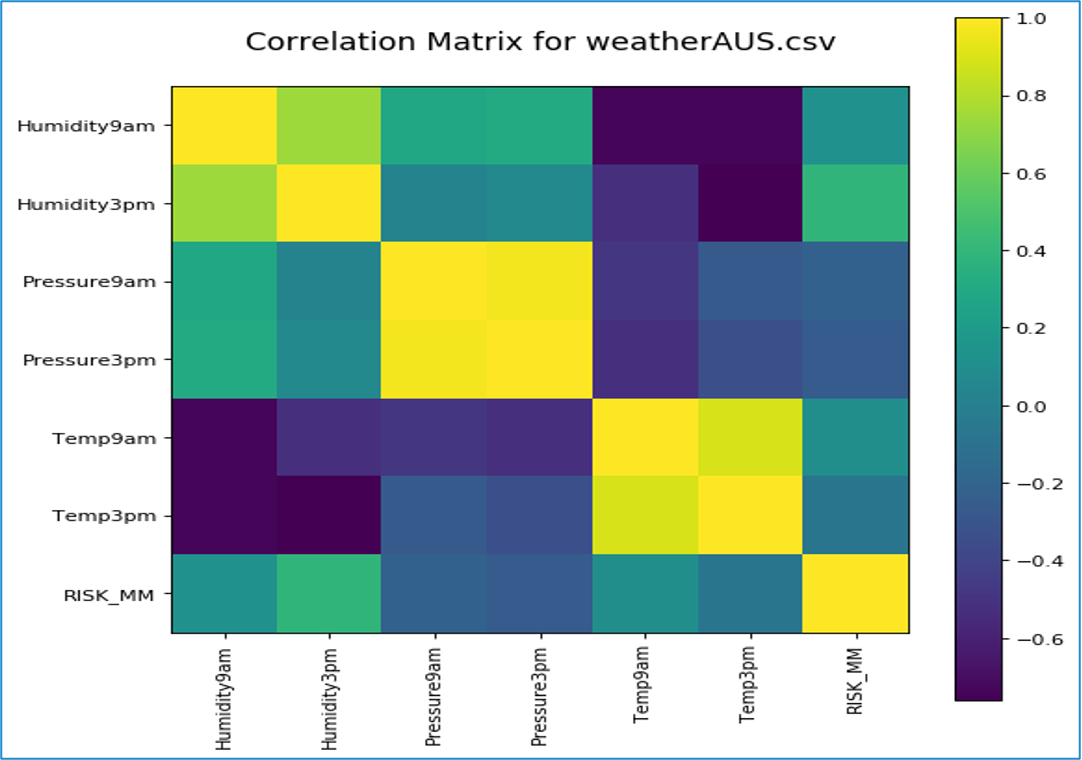 Correlation Matrix for weatherAUS.csv
Humidity9am
Humidity3pm
Pressure9am
Pressure3pm
Temp9am
Temp3pm
RISK_MM
Humidity9am
Humidity3pm
Pressure9am
Pressure3pm
Temp9am
Temp3pm
RISK_MM
1.0
0.8
0.6
0.4
0.2
0.0
−0.2
−0.4
−0.6